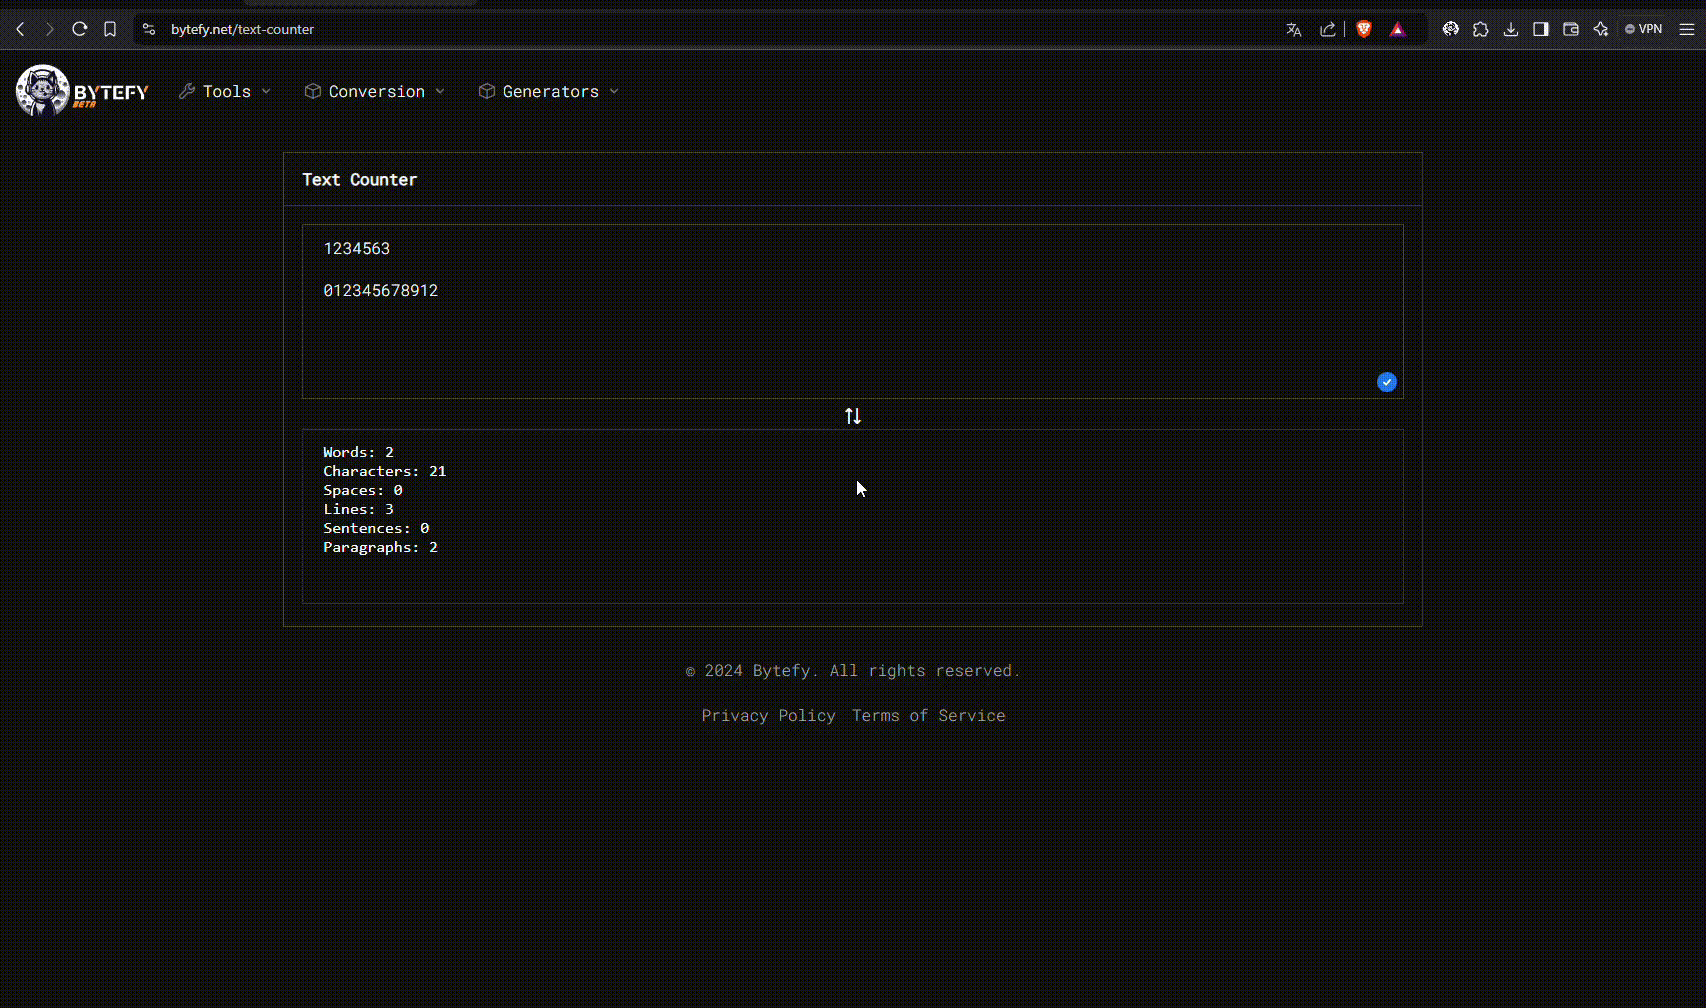 bytefy.net/text-counter
VPN
BYTEFY
BETA
Tools
Conversion
Generators
Text Counter
1234563
012345678912
Words: 2
Characters: 21
Spaces: 0
Lines: 3
Sentences: 0
Paragraphs: 2
© 2024 Bytefy. All rights reserved.
Privacy Policy Terms of Service